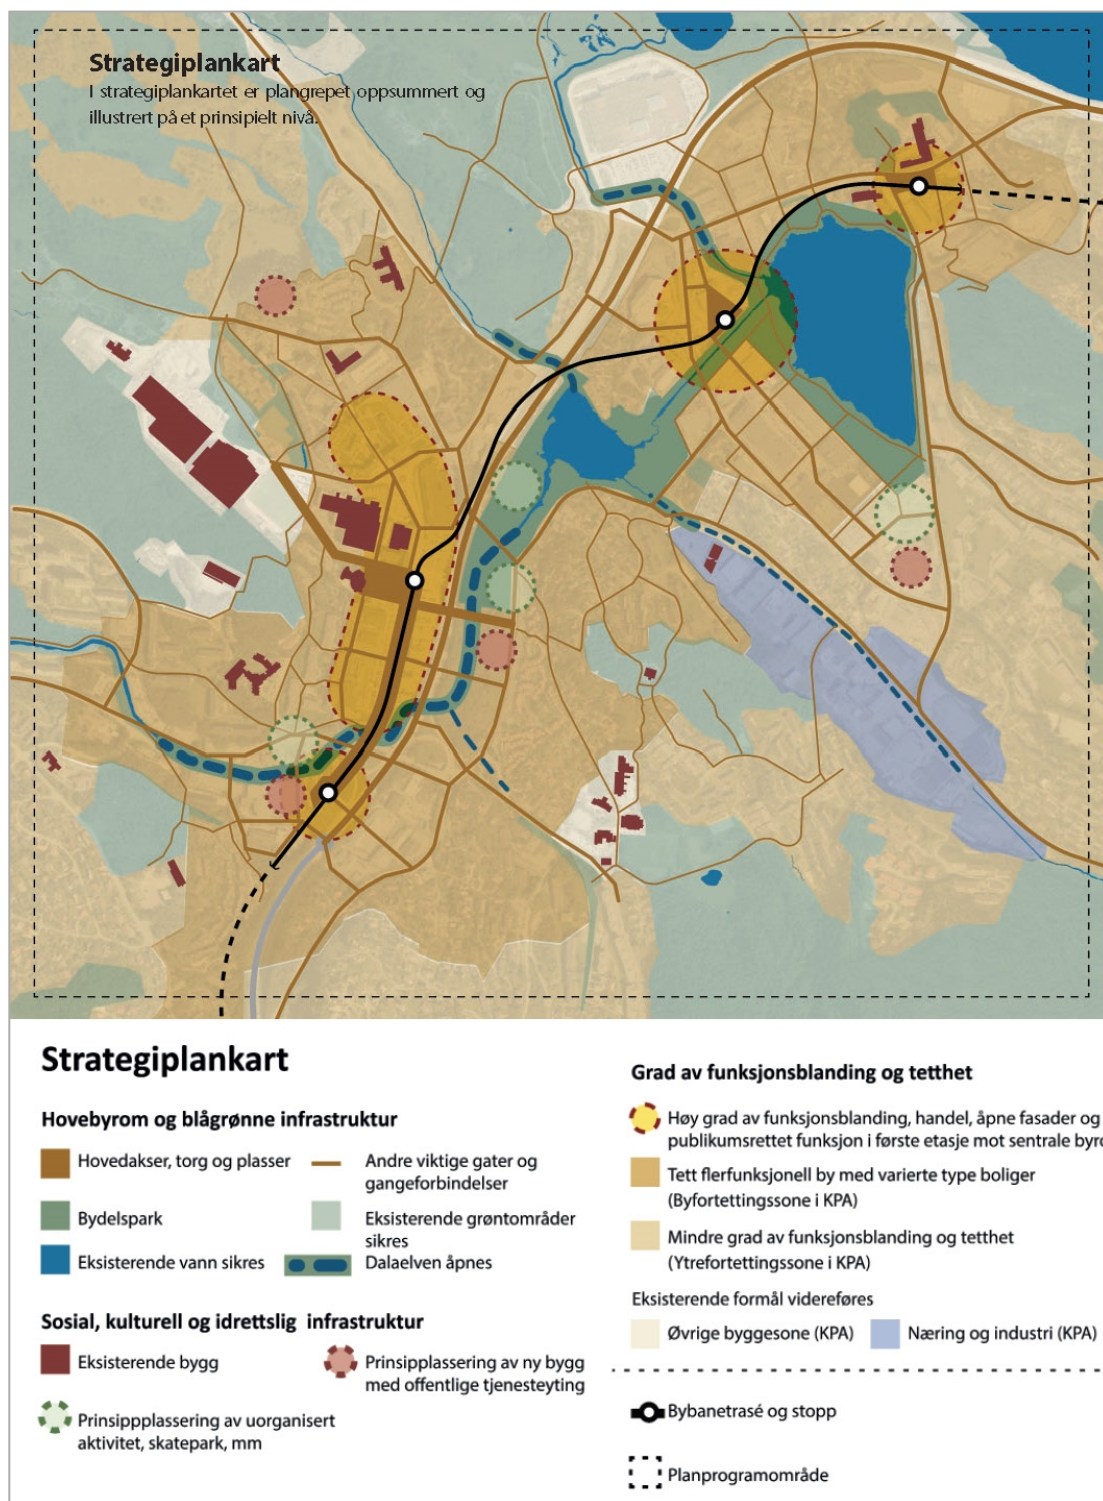 Strategiplankart
I strategiplankartet er plangrepet oppsummert og
illustrert på et prinsipielt nivå.
Strategiplankart
Hovebyrom og blågrønne infrastruktur
Hovedakser, torg og plasser
Andre viktige gater og
gangeforbindelser
Bydelspark
Eksisterende grøntområder
sikres
Eksisterende vann sikres
Dalaelven åpnes
Sosial, kulturell og idrettslig infrastruktur
Eksisterende bygg
Prinsipplassering av ny bygg
med offentlige tjenesteyting
Prinsippplassering av uorganisert
aktivitet, skatepark, mm
Grad av funksjonsblanding og tetthet
Høy grad av funksjonsblanding, handel, åpne fasader og
publikumsrettet funksjon i første etasje mot sentrale byro
Tett flerfunksjonell by med varierte type boliger
(Byfortettingssone i KPA)
Mindre grad av funksjonsblanding og tetthet
(Ytrefortettingssone i KPA)
Eksisterende formål videreføres
Øvrige byggesone (KPA)
Næring og industri (KPA)
Bybanetrasé og stopp
Planprogramområde